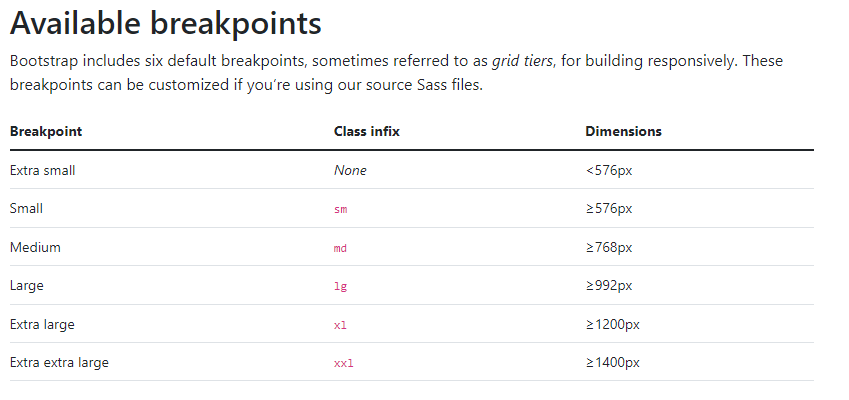 Available breakpoints
Bootstrap includes six default breakpoints, sometimes referred to as grid tiers, for building responsively. These
breakpoints can be customized if you’re using our source Sass files.
Breakpoint Class infix Dimensions
Extra small None <576px
Small sm ≥576px
Medium md ≥768px
Large lg ≥992px
Extra large xl ≥1200px
Extra extra large xxl ≥1400px